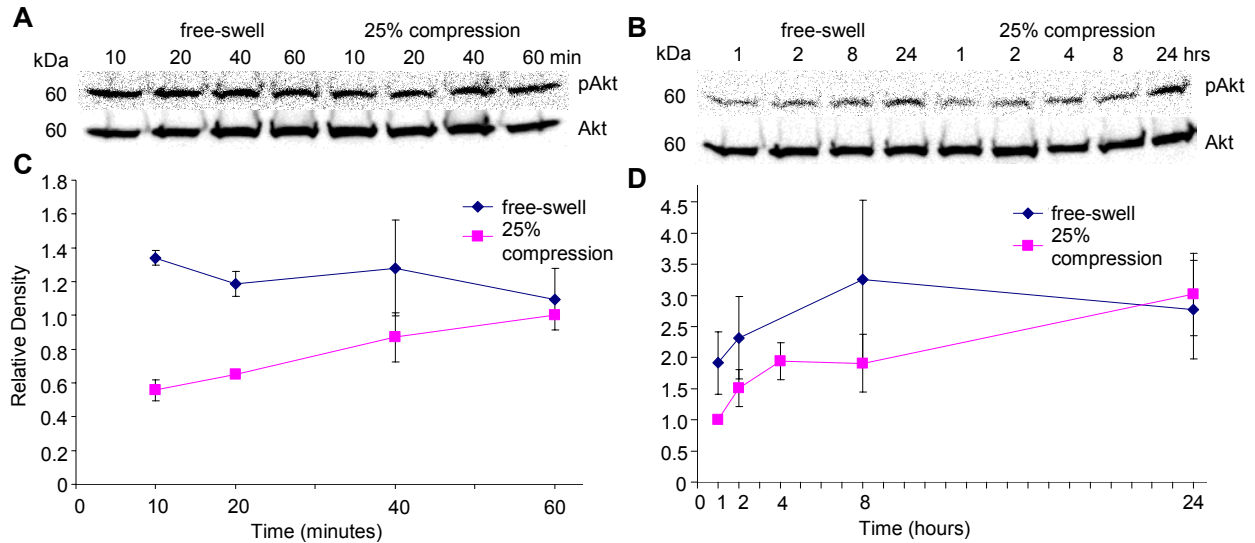 A
free-swell 25% compression
kDa 10 20 40 60 10 20 40 60 min
60 pAkt
60 Akt
B
free-swell 25% compression
kDa 1 2 8 24 1 2 4 8 24 hrs
60 pAkt
60 Akt
C
1.8
1.6
1.4
1.2
1.0
0.8
0.6
0.4
0.2
0
Relative Density
free-swell
25%
compression
0 10 20 40 60
Time (minutes)
D
4.5
4.0
3.5
3.0
2.5
2.0
1.5
1.0
0.5
0.0
free-swell
25%
compression
0 1 2 4 8 24
Time (hours)